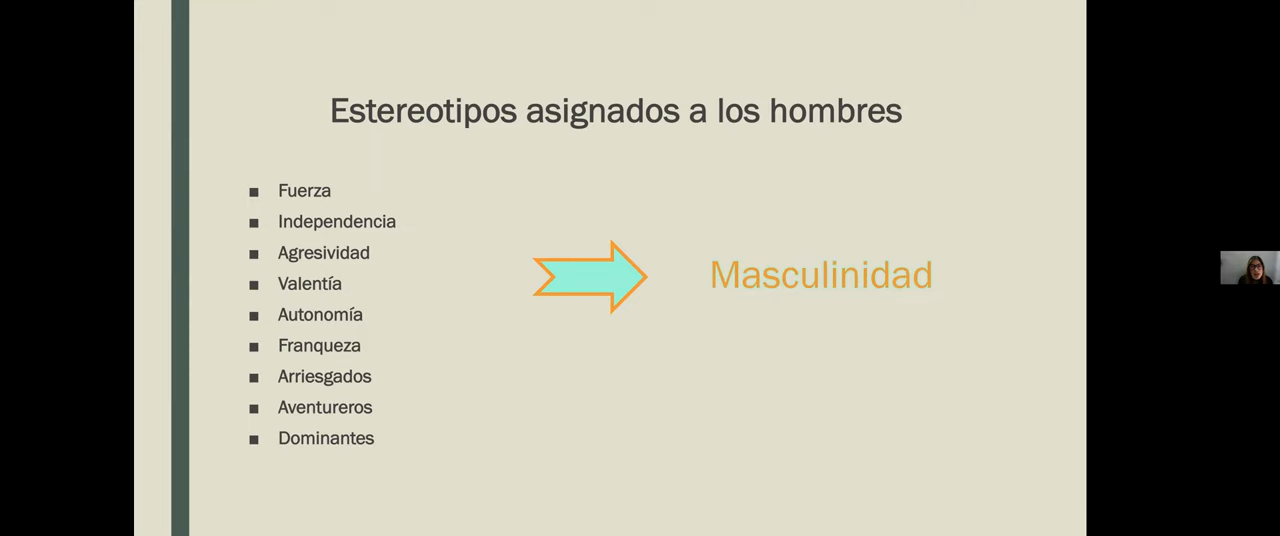 Estereotipos asignados a los hombres
■ Fuerza
■ Independencia
■ Agresividad
■ Valentía
■ Autonomía
■ Franqueza
■ Arriesgados
■ Aventureros
■ Dominantes
Masculinidad